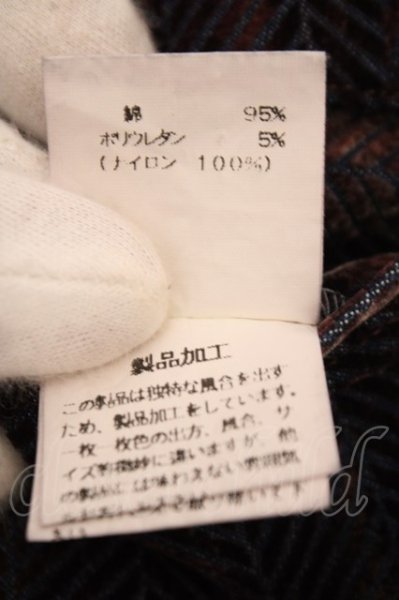 綿 95%
ポリウレタン 5%
(ナイロン 100%)
製品加工
この製品は独特な風合を出す
ため、製品加工をしています。
一枚一枚色の出方、風合、サ
イズ等微妙に違いますが、他
の製品には味わえない雰囲気